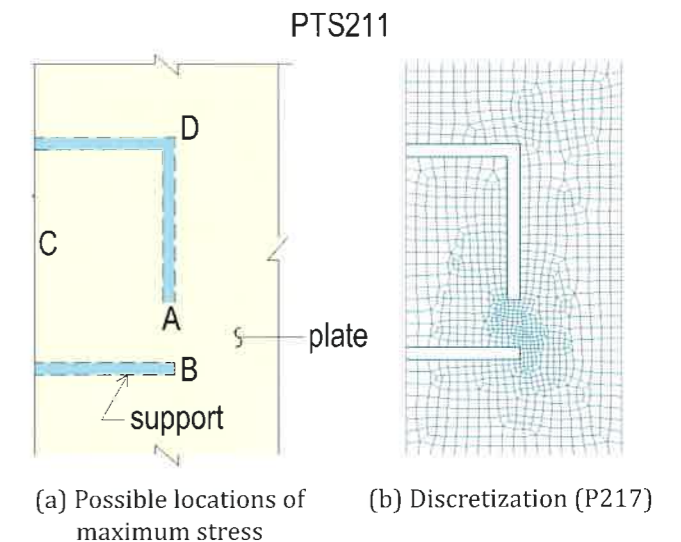 PTS211
D
C
A
B
plate
support
(a) Possible locations of
maximum stress
(b) Discretization (P217)